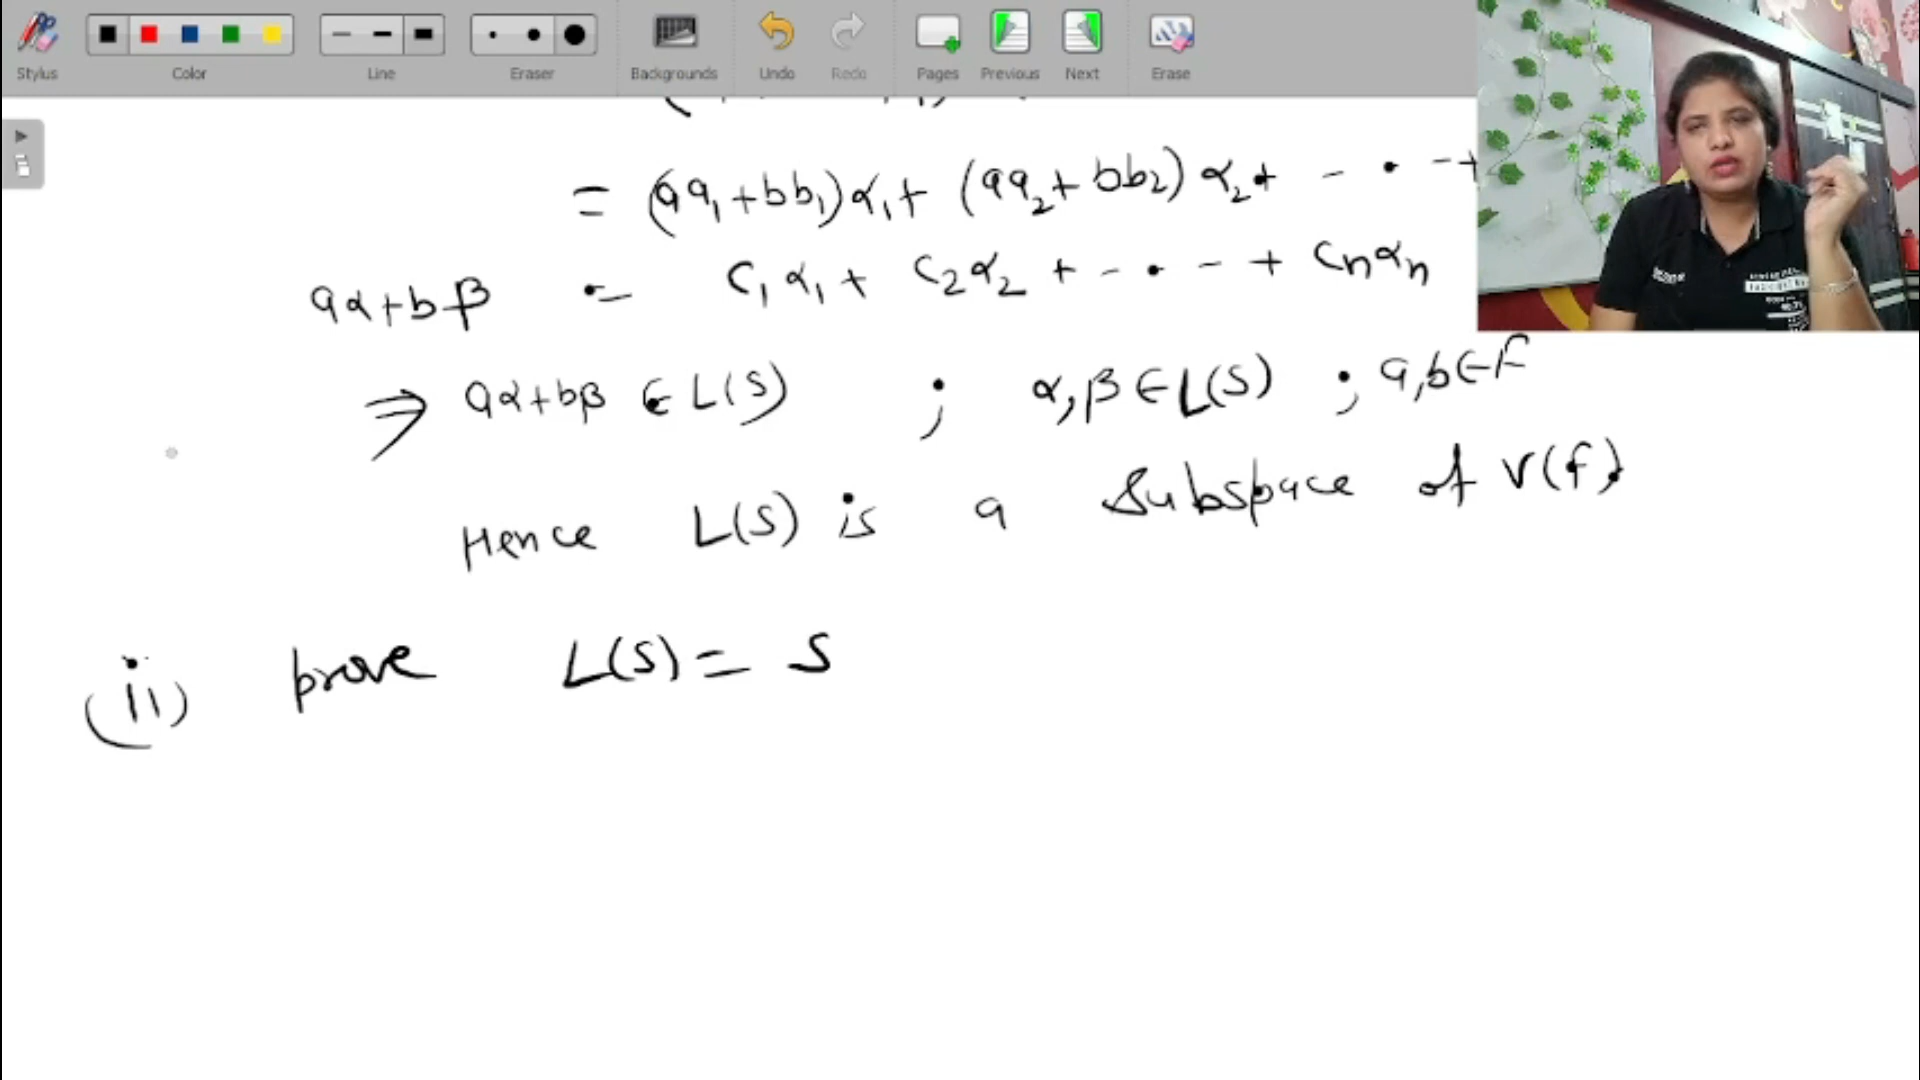 Stylus Color Line Eraser Backgrounds Undo Redo Pages Previous Next Erase
= (aa₁+bb₁)α₁+ (aa₂+bb₂)α₂+ - · -+
aα+bβ = C₁α₁+ C₂α₂ + - · - + Cnαn
⇒ aα+bβ ∈ L(S) ; α,β ∈ L(S) ; a,b∈F
Hence L(S) is a Subspace of V(F)
(ii) prove L(S) = S